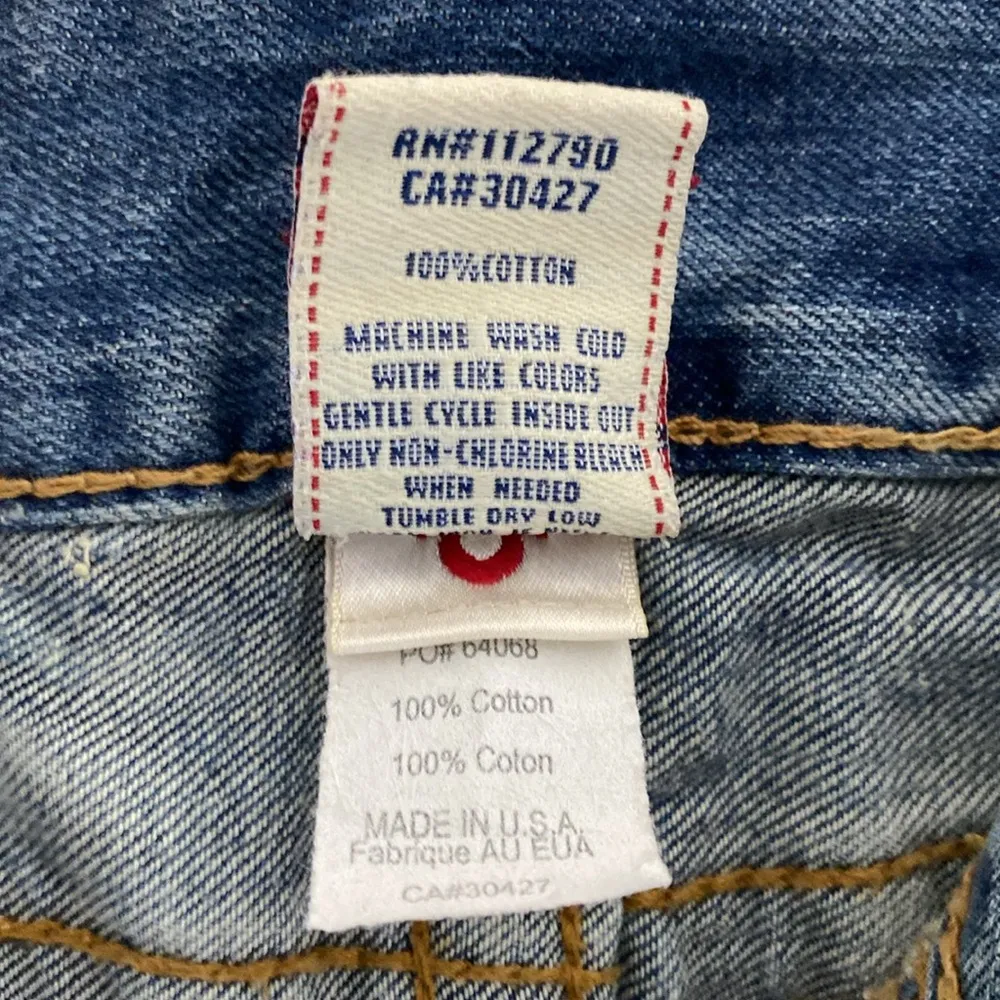 RN#112790
CA#30427
100%COTTON
MACHINE WASH COLD
WITH LIKE COLORS
GENTLE CYCLE INSIDE OUT
ONLY NON-CHLORINE BLEACH
WHEN NEEDED
TUMBLE DRY LOW
PO# 64068
100% Cotton
100% Coton
MADE IN U.S.A.
Fabrique AU EUA
CA#30427